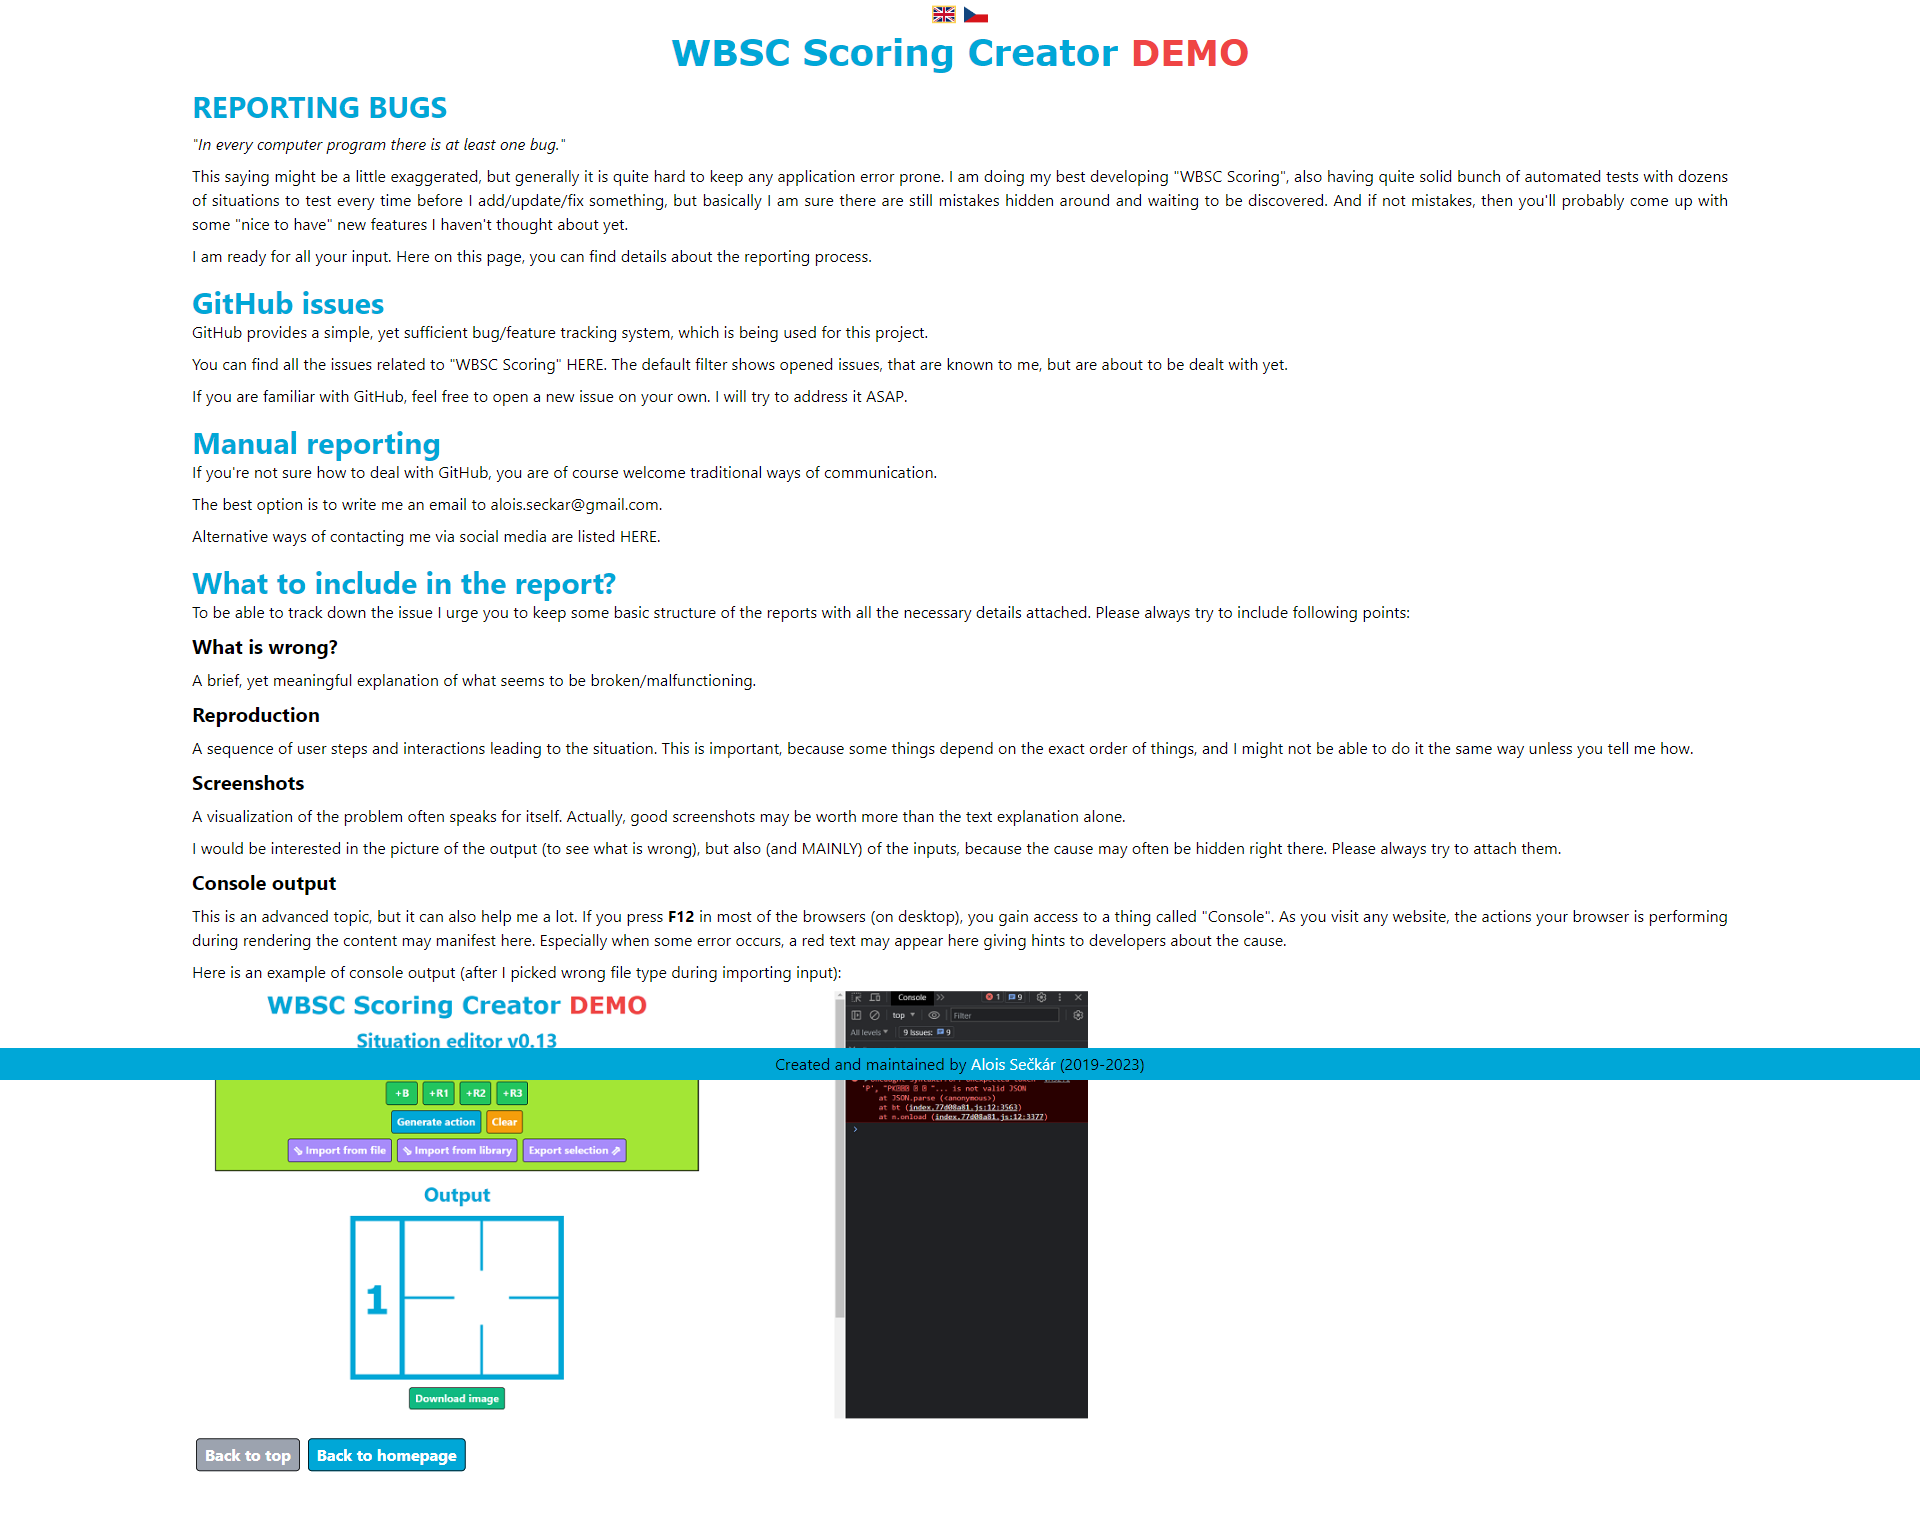 WBSC Scoring Creator DEMO
REPORTING BUGS
"In every computer program there is at least one bug."
This saying might be a little exaggerated, but generally it is quite hard to keep any application error prone. I am doing my best developing "WBSC Scoring", also having quite solid bunch of automated tests with dozens
of situations to test every time before I add/update/fix something, but basically I am sure there are still mistakes hidden around and waiting to be discovered. And if not mistakes, then you'll probably come up with
some "nice to have" new features I haven't thought about yet.
I am ready for all your input. Here on this page, you can find details about the reporting process.
GitHub issues
GitHub provides a simple, yet sufficient bug/feature tracking system, which is being used for this project.
You can find all the issues related to "WBSC Scoring" HERE. The default filter shows opened issues, that are known to me, but are about to be dealt with yet.
If you are familiar with GitHub, feel free to open a new issue on your own. I will try to address it ASAP.
Manual reporting
If you're not sure how to deal with GitHub, you are of course welcome traditional ways of communication.
The best option is to write me an email to alois.seckar@gmail.com.
Alternative ways of contacting me via social media are listed HERE.
What to include in the report?
To be able to track down the issue I urge you to keep some basic structure of the reports with all the necessary details attached. Please always try to include following points:
What is wrong?
A brief, yet meaningful explanation of what seems to be broken/malfunctioning.
Reproduction
A sequence of user steps and interactions leading to the situation. This is important, because some things depend on the exact order of things, and I might not be able to do it the same way unless you tell me how.
Screenshots
A visualization of the problem often speaks for itself. Actually, good screenshots may be worth more than the text explanation alone.
I would be interested in the picture of the output (to see what is wrong), but also (and MAINLY) of the inputs, because the cause may often be hidden right there. Please always try to attach them.
Console output
This is an advanced topic, but it can also help me a lot. If you press F12 in most of the browsers (on desktop), you gain access to a thing called "Console". As you visit any website, the actions your browser is performing
during rendering the content may manifest here. Especially when some error occurs, a red text may appear here giving hints to developers about the cause.
Here is an example of console output (after I picked wrong file type during importing input):
WBSC Scoring Creator DEMO
Situation editor v0.13
Console 1 9
top Filter
All levels 9 Issues: 9
Created and maintained by Alois Sečkár (2019-2023)
+B +R1 +R2 +R3
Generate action Clear
Import from file Import from library Export selection
'P', "PK ... is not valid JSON
at JSON.parse (<anonymous>)
at bt (index.77d08a81.js:12:3563)
at n.onload (index.77d08a81.js:12:3377)
Output
1
Download image
Back to top Back to homepage